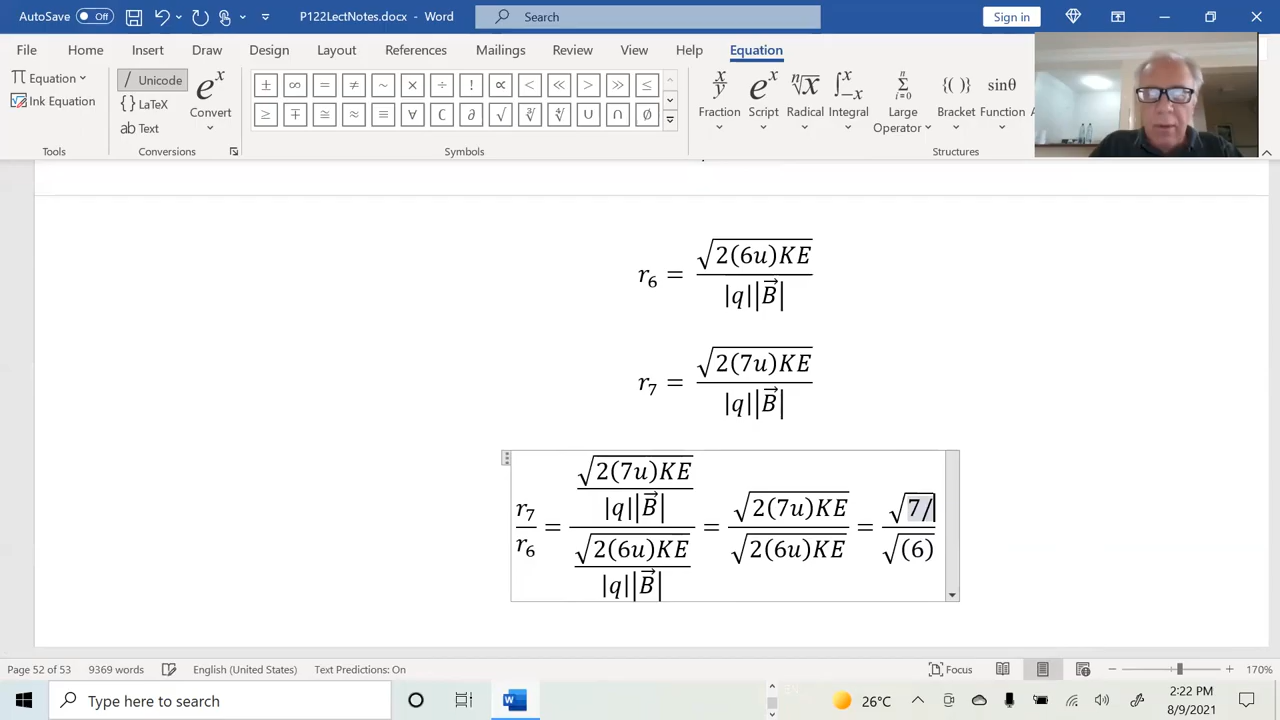 AutoSave Off P122LectNotes.docx - Word Search Sign in
File Home Insert Draw Design Layout References Mailings Review View Help Equation
π Equation
Ink Equation
Tools
/ Unicode
{} LaTeX
ab Text
eˣ
Convert
Conversions
± ∞ = ≠ ~ × ÷ ! ∝ < ≪ > ≫ ≤
≥ ∓ ≅ ≈ ≡ ∀ ∁ ∂ √ ∛ ∜ ∪ ∩ ∅
Symbols
Fraction Script Radical Integral Large Operator Bracket Function
Structures
r₆ = √(2(6u)KE) / |q||B⃗|
r₇ = √(2(7u)KE) / |q||B⃗|
r₇/r₆ = (√(2(7u)KE) / |q||B⃗|) / (√(2(6u)KE) / |q||B⃗|) = √(2(7u)KE) / √(2(6u)KE) = √(7/) / √((6))
Page 52 of 53 9369 words English (United States) Text Predictions: On Focus 170%
Type here to search 26°C 2:22 PM
8/9/2021